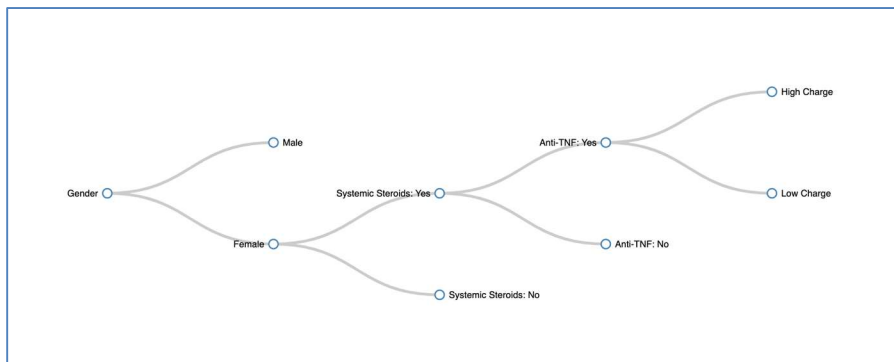 High Charge
Male
Anti-TNF: Yes
Gender
Systemic Steroids: Yes
Low Charge
Female
Anti-TNF: No
Systemic Steroids: No